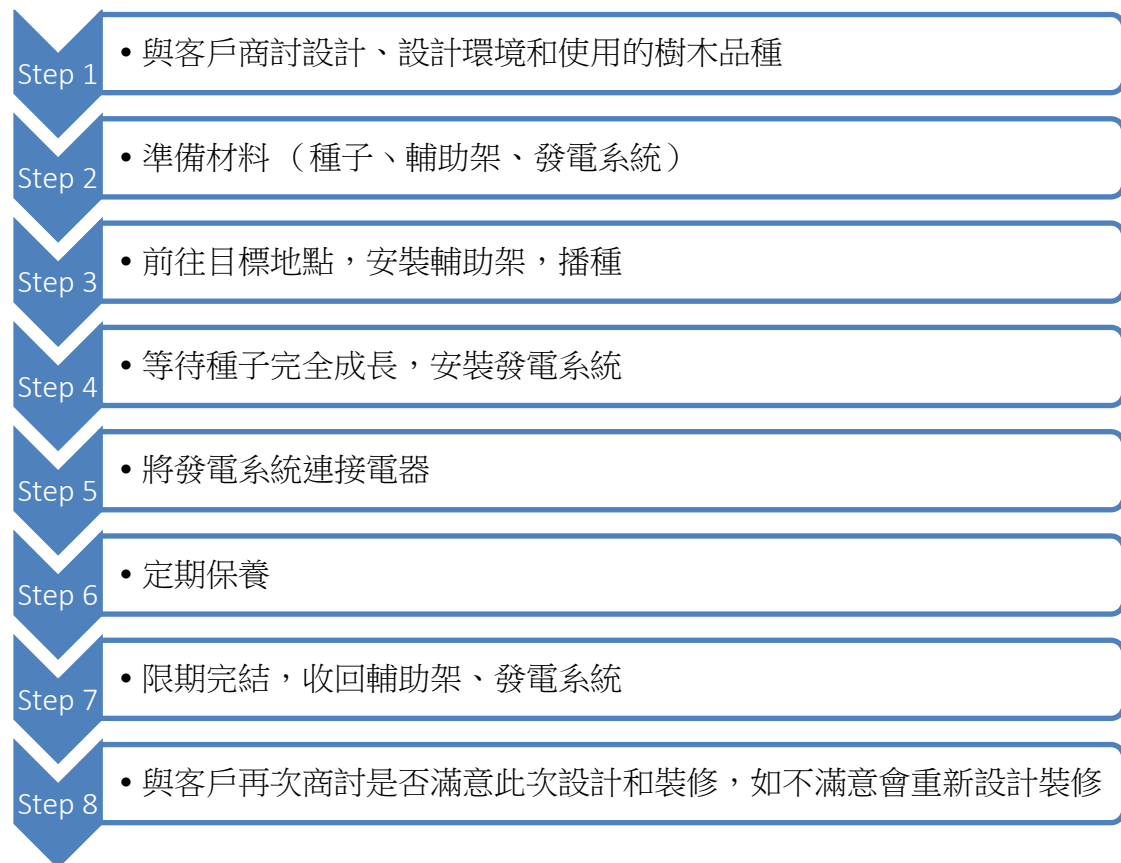 Step 1
• 與客戶商討設計、設計環境和使用的樹木品種
Step 2
• 準備材料 （種子、輔助架、發電系統）
Step 3
• 前往目標地點，安裝輔助架，播種
Step 4
• 等待種子完全成長，安裝發電系統
Step 5
• 將發電系統連接電器
Step 6
• 定期保養
Step 7
• 限期完結，收回輔助架、發電系統
Step 8
• 與客戶再次商討是否滿意此次設計和裝修，如不滿意會重新設計裝修